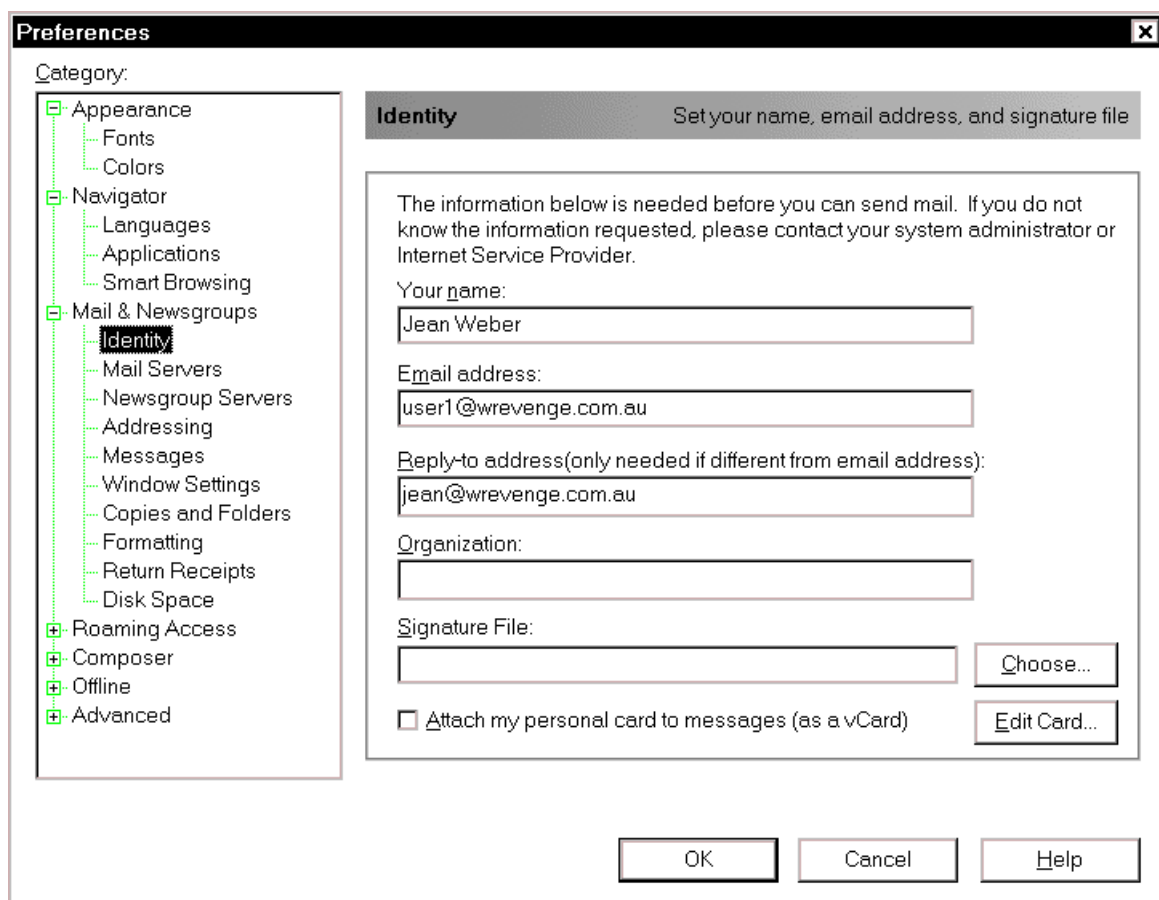 Preferences
Category:
Appearance
Fonts
Colors
Navigator
Languages
Applications
Smart Browsing
Mail & Newsgroups
Identity
Mail Servers
Newsgroup Servers
Addressing
Messages
Window Settings
Copies and Folders
Formatting
Return Receipts
Disk Space
Roaming Access
Composer
Offline
Advanced
Identity Set your name, email address, and signature file
The information below is needed before you can send mail. If you do not
know the information requested, please contact your system administrator or
Internet Service Provider.
Your name:
Jean Weber
Email address:
user1@wrevenge.com.au
Reply-to address(only needed if different from email address):
jean@wrevenge.com.au
Organization:
Signature File:
Choose...
Attach my personal card to messages (as a vCard)
Edit Card...
OK Cancel Help